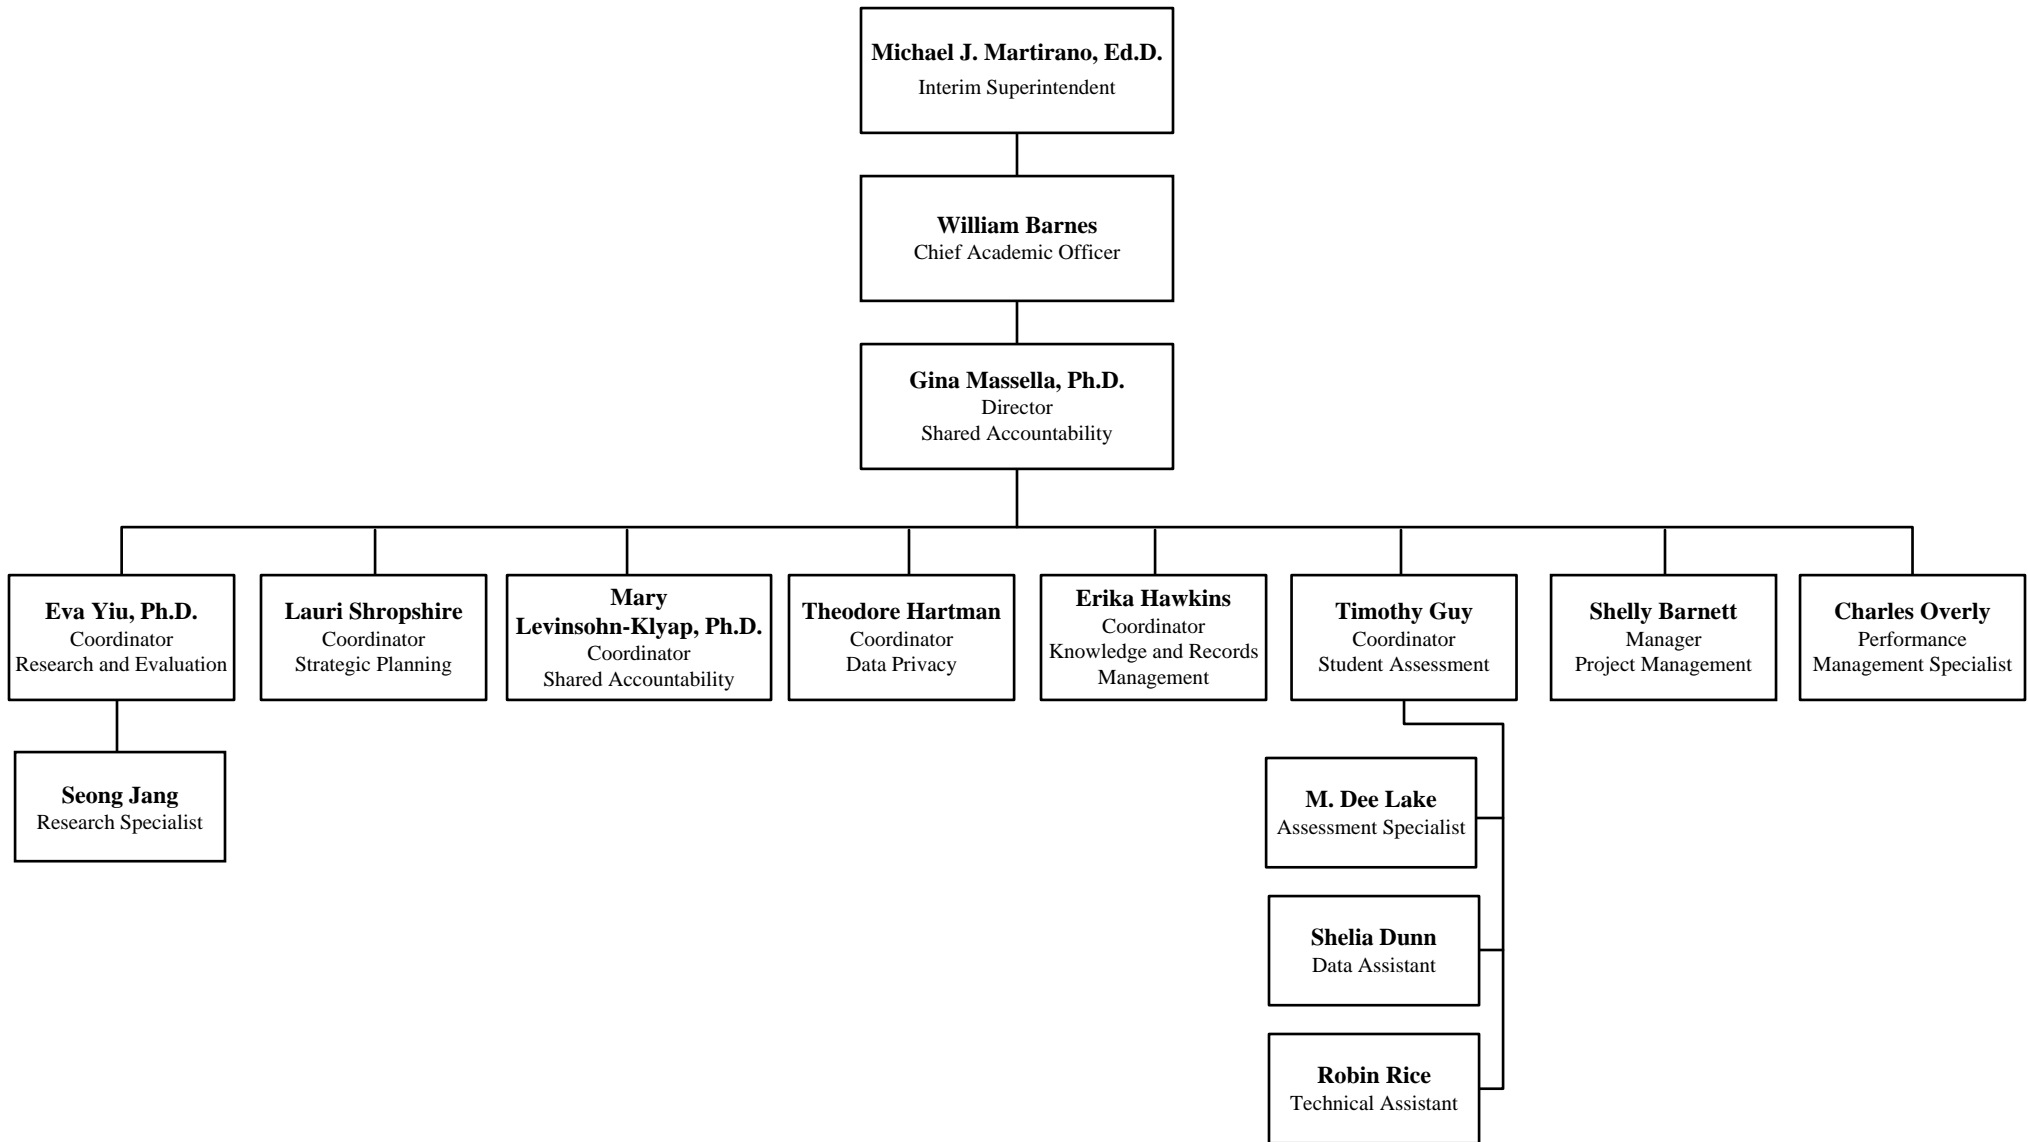 Michael J. Martirano, Ed.D.
Interim Superintendent
William Barnes
Chief Academic Officer
Gina Massella, Ph.D.
Director
Shared Accountability
Eva Yiu, Ph.D.
Coordinator
Research and Evaluation
Lauri Shropshire
Coordinator
Strategic Planning
Mary
Levinsohn-Klyap, Ph.D.
Coordinator
Shared Accountability
Theodore Hartman
Coordinator
Data Privacy
Erika Hawkins
Coordinator
Knowledge and Records
Management
Timothy Guy
Coordinator
Student Assessment
Shelly Barnett
Manager
Project Management
Charles Overly
Performance
Management Specialist
Seong Jang
Research Specialist
M. Dee Lake
Assessment Specialist
Shelia Dunn
Data Assistant
Robin Rice
Technical Assistant